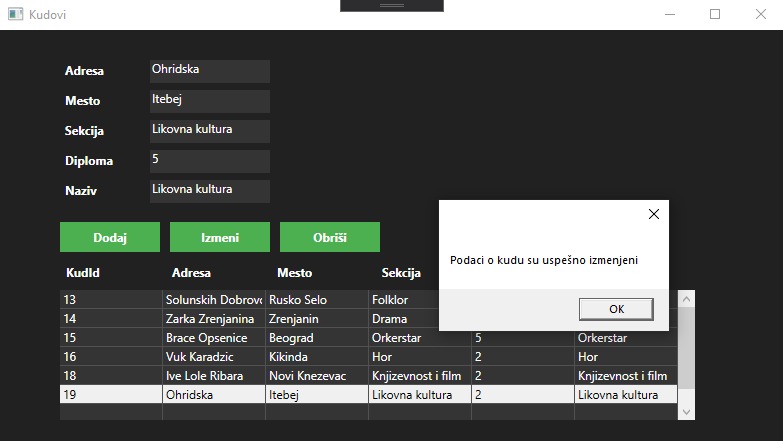 Kudovi
Adresa Ohridska
Mesto Itebej
Sekcija Likovna kultura
Diploma 5
Naziv Likovna kultura
Dodaj Izmeni Obriši
Podaci o kudu su uspešno izmenjeni
OK
KudId Adresa Mesto Sekcija
13 Solunskih Dobrovo Rusko Selo Folklor
14 Zarka Zrenjanina Zrenjanin Drama
15 Brace Opsenice Beograd Orkerstar 5 Orkerstar
16 Vuk Karadzic Kikinda Hor 2 Hor
18 Ive Lole Ribara Novi Knezevac Knjizevnost i film 2 Knjizevnost i film
19 Ohridska Itebej Likovna kultura 2 Likovna kultura